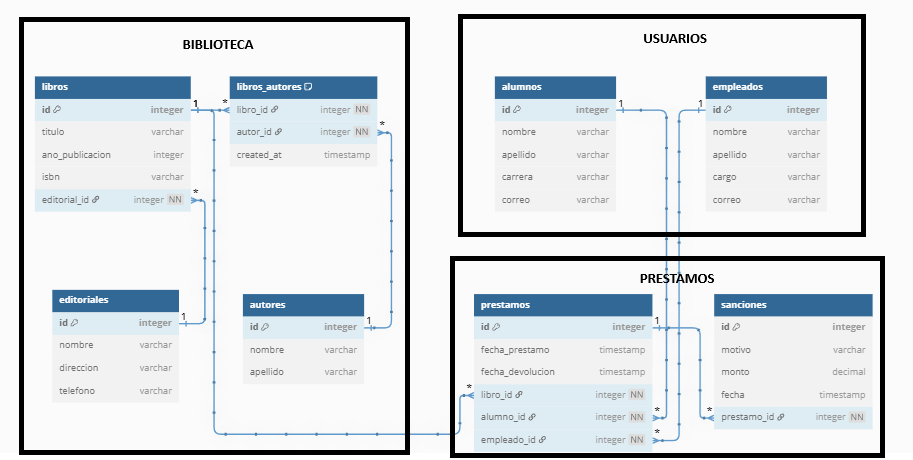 BIBLIOTECA
libros
id integer
titulo varchar
ano_publicacion integer
isbn varchar
editorial_id integer NN
1
*
libros_autores
libro_id integer NN
autor_id integer NN
created_at timestamp
*
*
editoriales
id integer
nombre varchar
direccion varchar
telefono varchar
1
autores
id integer
nombre varchar
apellido varchar
1
USUARIOS
alumnos
id integer
nombre varchar
apellido varchar
carrera varchar
correo varchar
1
empleados
id integer
nombre varchar
apellido varchar
cargo varchar
correo varchar
1
PRESTAMOS
prestamos
id integer
fecha_prestamo timestamp
fecha_devolucion timestamp
libro_id integer NN
alumno_id integer NN
empleado_id integer NN
1
*
*
*
sanciones
id integer
motivo varchar
monto decimal
fecha timestamp
prestamo_id integer NN
*